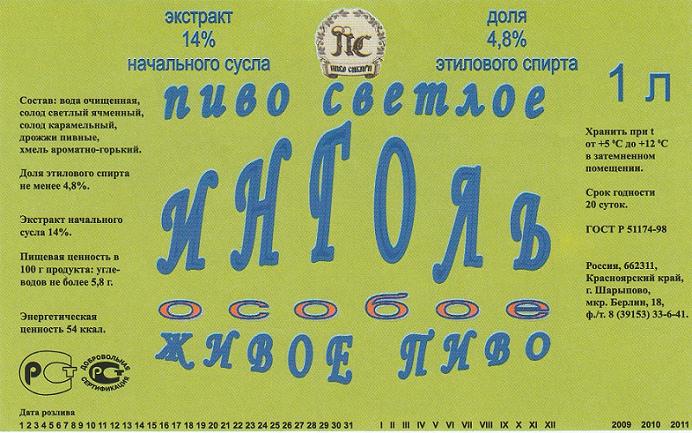 экстракт
14%
начального сусла
ПС
ПИВО СИБИРИ
доля
4,8%
этилового спирта
1 л
пиво светлое
ИНГОЛЬ
особое
ЖИВОЕ ПИВО
Состав: вода очищенная,
солод светлый ячменный,
солод карамельный,
дрожжи пивные,
хмель ароматно-горький.
Доля этилового спирта
не менее 4,8%.
Экстракт начального
сусла 14%.
Пищевая ценность в
100 г продукта: угле-
водов не более 5,8 г.
Энергетическая
ценность 54 ккал.
РСТ
ДОБРОВОЛЬНАЯ
РСТ
СЕРТИФИКАЦИЯ
Хранить при t
от +5 °С до +12 °С
в затемненном
помещении.
Срок годности
20 суток.
ГОСТ Р 51174-98
Россия, 662311,
Красноярский край,
г. Шарыпово,
мкр. Берлин, 18,
ф./т. 8 (39153) 33-6-41.
Дата розлива
1 2 3 4 5 6 7 8 9 10 11 12 13 14 15 16 17 18 19 20 21 22 23 24 25 26 27 28 29 30 31 I II III IV V VI VII VIII IX X XI XII 2009 2010 2011